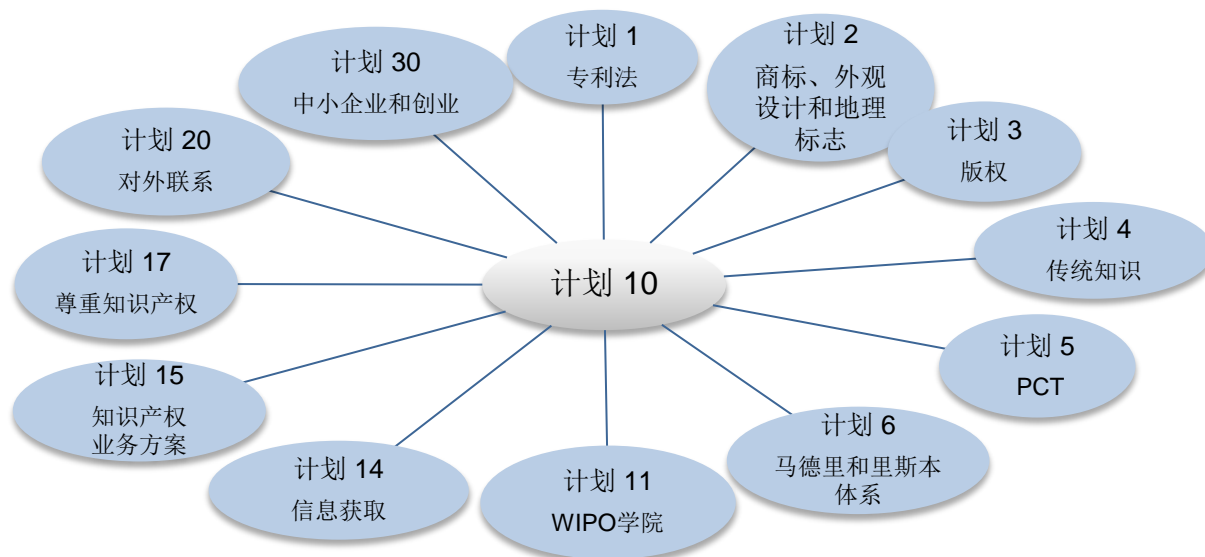 计划 1
专利法
计划 2
商标、外观
设计和地理
标志
计划 3
版权
计划 4
传统知识
计划 5
PCT
计划 6
马德里和里斯本
体系
计划 11
WIPO学院
计划 14
信息获取
计划 15
知识产权
业务方案
计划 17
尊重知识产权
计划 20
对外联系
计划 30
中小企业和创业
计划 10